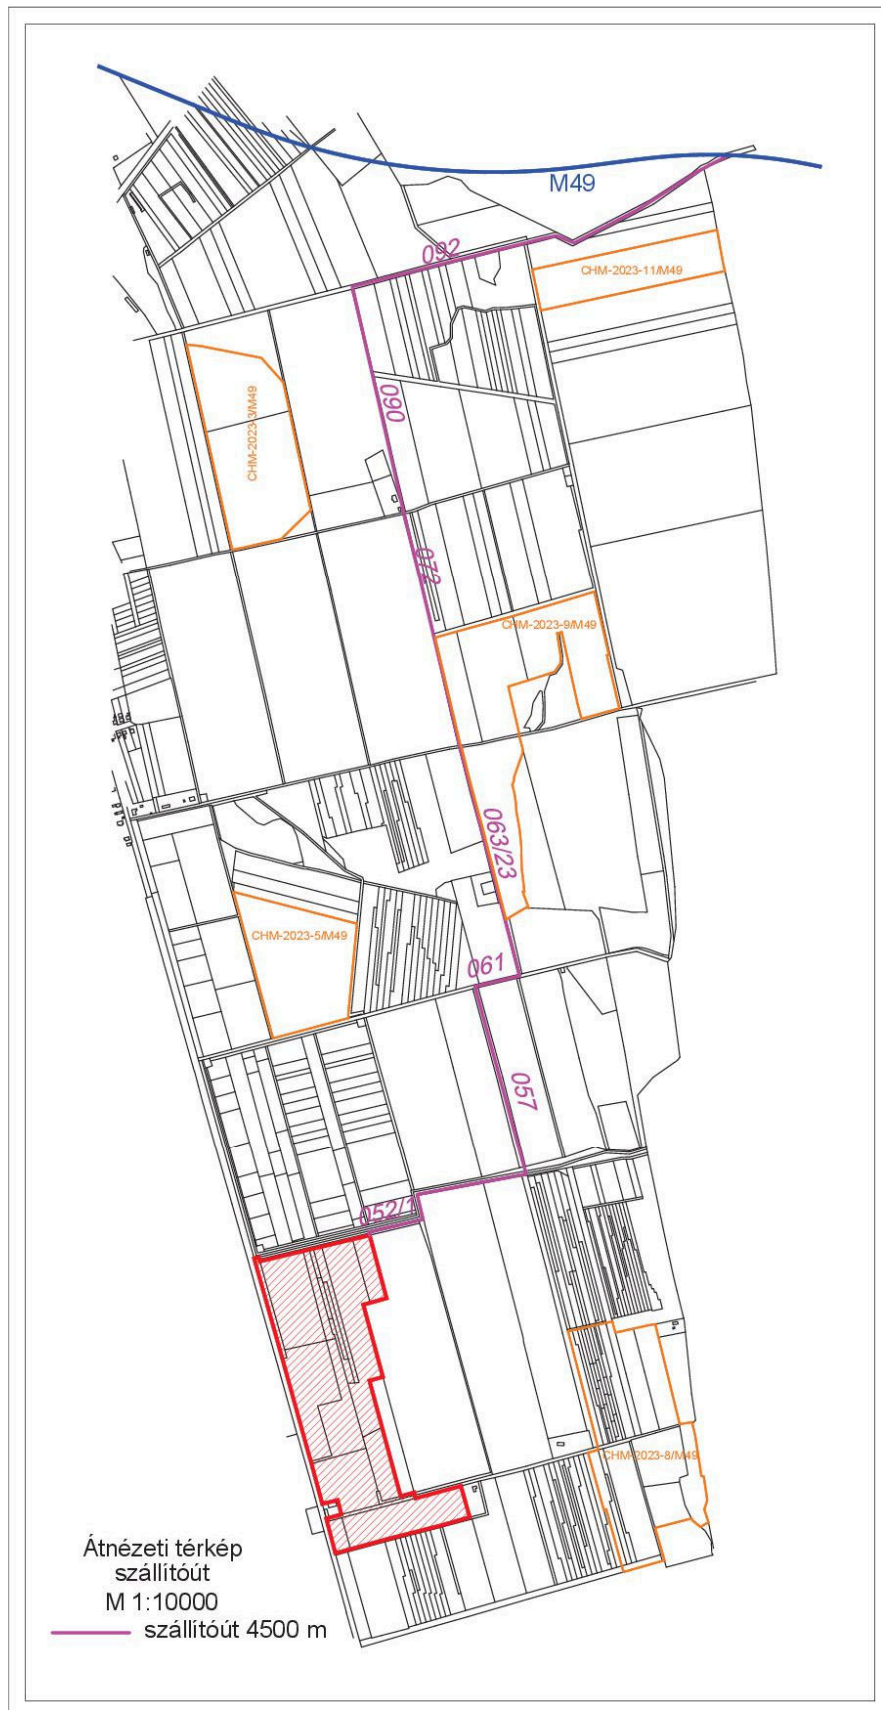 M49
092
CHM-2023-11/M49
090
CHM-2023-3/M49
072
CHM-2023-9/M49
063/23
CHM-2023-5/M49
061
057
052/1
CHM-2023-8/M49
Átnézeti térkép
szállítóút
M 1:10000
szállítóút 4500 m